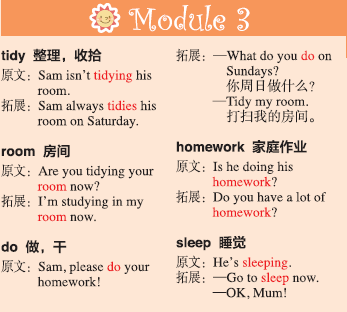 Module 3
tidy 整理，收拾
原文：Sam isn't tidying his
room.
拓展：Sam always tidies his
room on Saturday.
room 房间
原文：Are you tidying your
room now?
拓展：I'm studying in my
room now.
do 做，干
原文：Sam, please do your
homework!
拓展：—What do you do on
Sundays?
你周日做什么？
—Tidy my room.
打扫我的房间。
homework 家庭作业
原文：Is he doing his
homework?
拓展：Do you have a lot of
homework?
sleep 睡觉
原文：He's sleeping.
拓展：—Go to sleep now.
—OK, Mum!